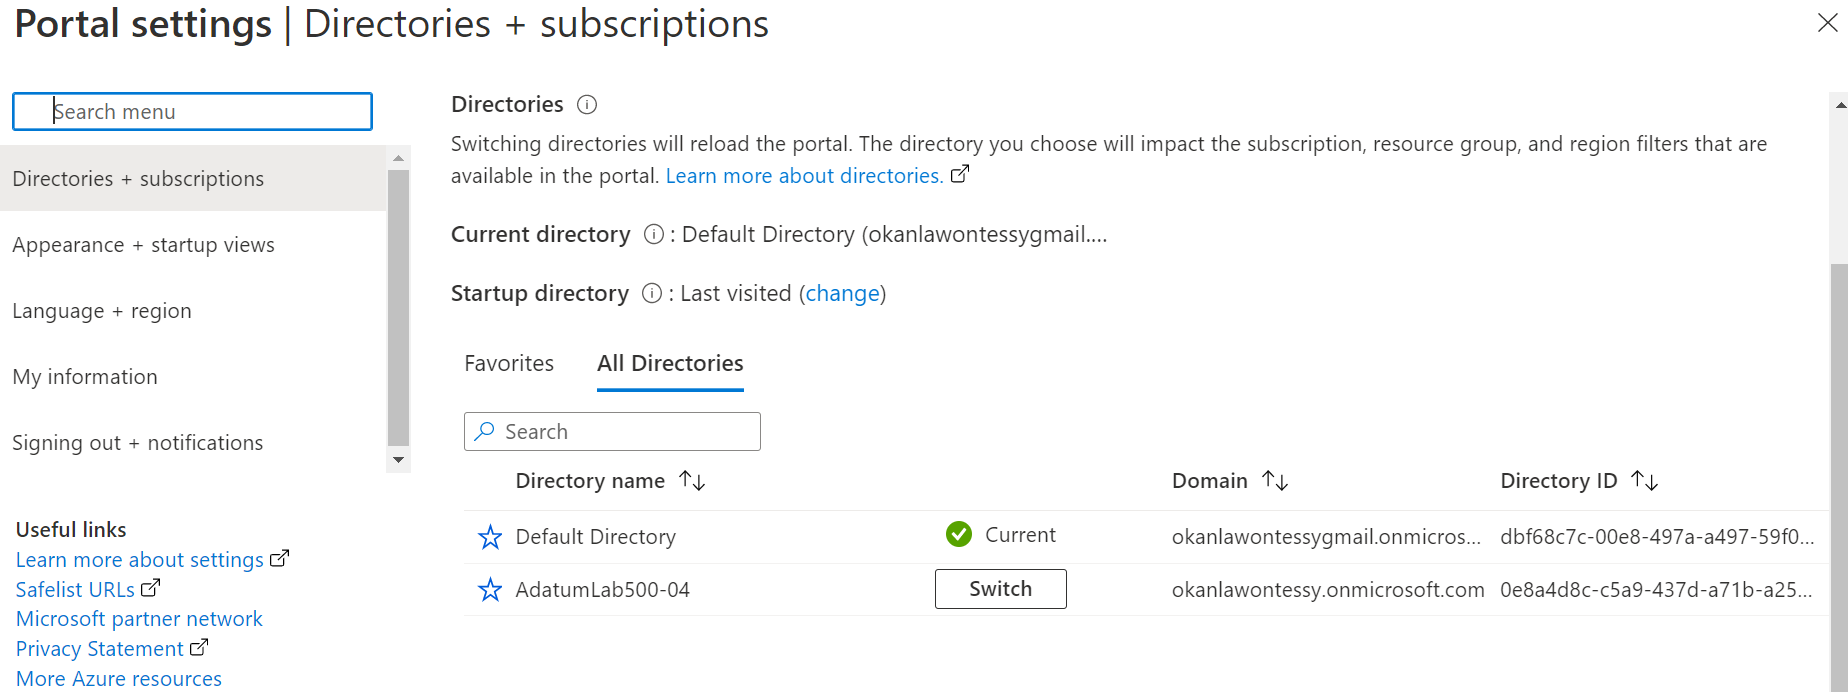 Portal settings | Directories + subscriptions
Search menu
Directories + subscriptions
Appearance + startup views
Language + region
My information
Signing out + notifications
Useful links
Learn more about settings
Safelist URLs
Microsoft partner network
Privacy Statement
More Azure resources
Directories
Switching directories will reload the portal. The directory you choose will impact the subscription, resource group, and region filters that are
available in the portal. Learn more about directories.
Current directory : Default Directory (okanlawontessygmail....
Startup directory : Last visited (change)
Favorites All Directories
Search
Directory name Domain Directory ID
Default Directory Current okanlawontessygmail.onmicros... dbf68c7c-00e8-497a-a497-59f0...
AdatumLab500-04 Switch okanlawontessy.onmicrosoft.com 0e8a4d8c-c5a9-437d-a71b-a25...